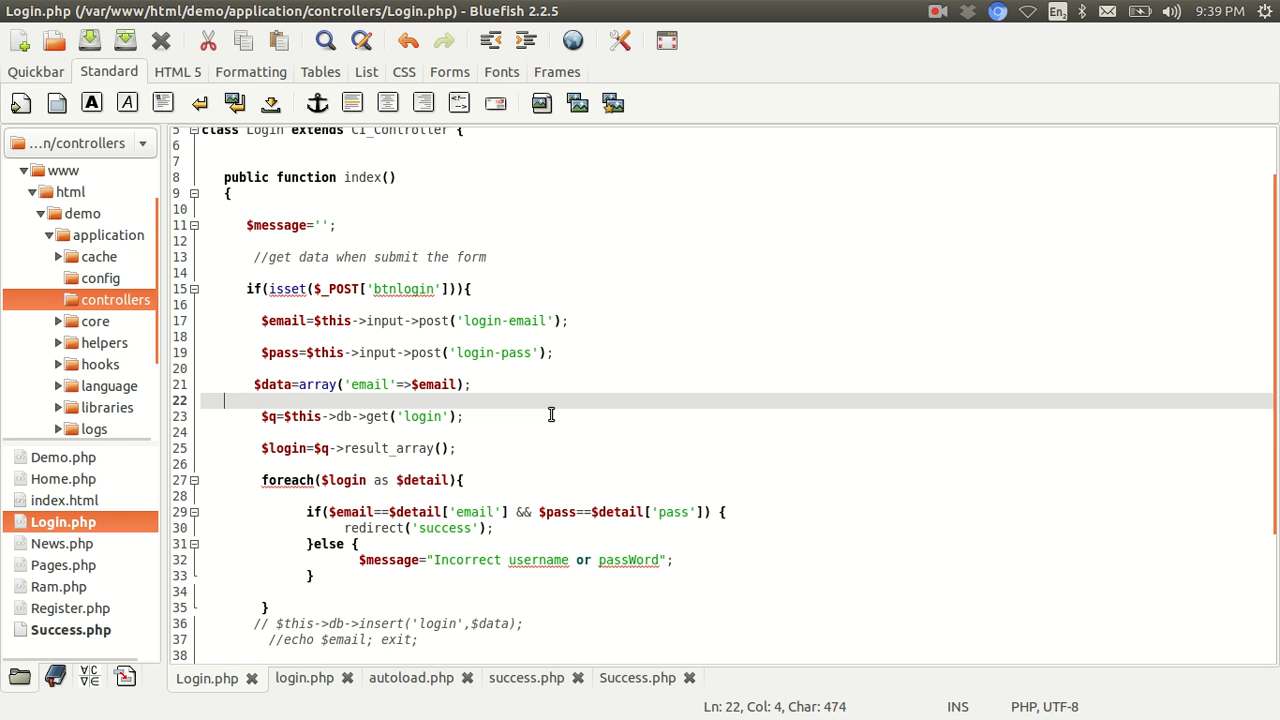 Login.php (/var/www/html/demo/application/controllers/Login.php) - Bluefish 2.2.5
En2
9:39 PM
Quickbar Standard HTML 5 Formatting Tables List CSS Forms Fonts Frames
A A
...n/controllers
www
html
demo
application
cache
config
controllers
core
helpers
hooks
language
libraries
logs
Demo.php
Home.php
index.html
Login.php
News.php
Pages.php
Ram.php
Register.php
Success.php
5 class Login extends CI_Controller {
6
7
8 public function index()
9 {
10
11 $message='';
12
13 //get data when submit the form
14
15 if(isset($_POST['btnlogin'])){
16
17 $email=$this->input->post('login-email');
18
19 $pass=$this->input->post('login-pass');
20
21 $data=array('email'=>$email);
22
23 $q=$this->db->get('login');
24
25 $login=$q->result_array();
26
27 foreach($login as $detail){
28
29 if($email==$detail['email'] && $pass==$detail['pass']) {
30 redirect('success');
31 }else {
32 $message="Incorrect username or passWord";
33 }
34
35 }
36 // $this->db->insert('login',$data);
37 //echo $email; exit;
38
Login.php login.php autoload.php success.php Success.php
Ln: 22, Col: 4, Char: 474 INS PHP, UTF-8